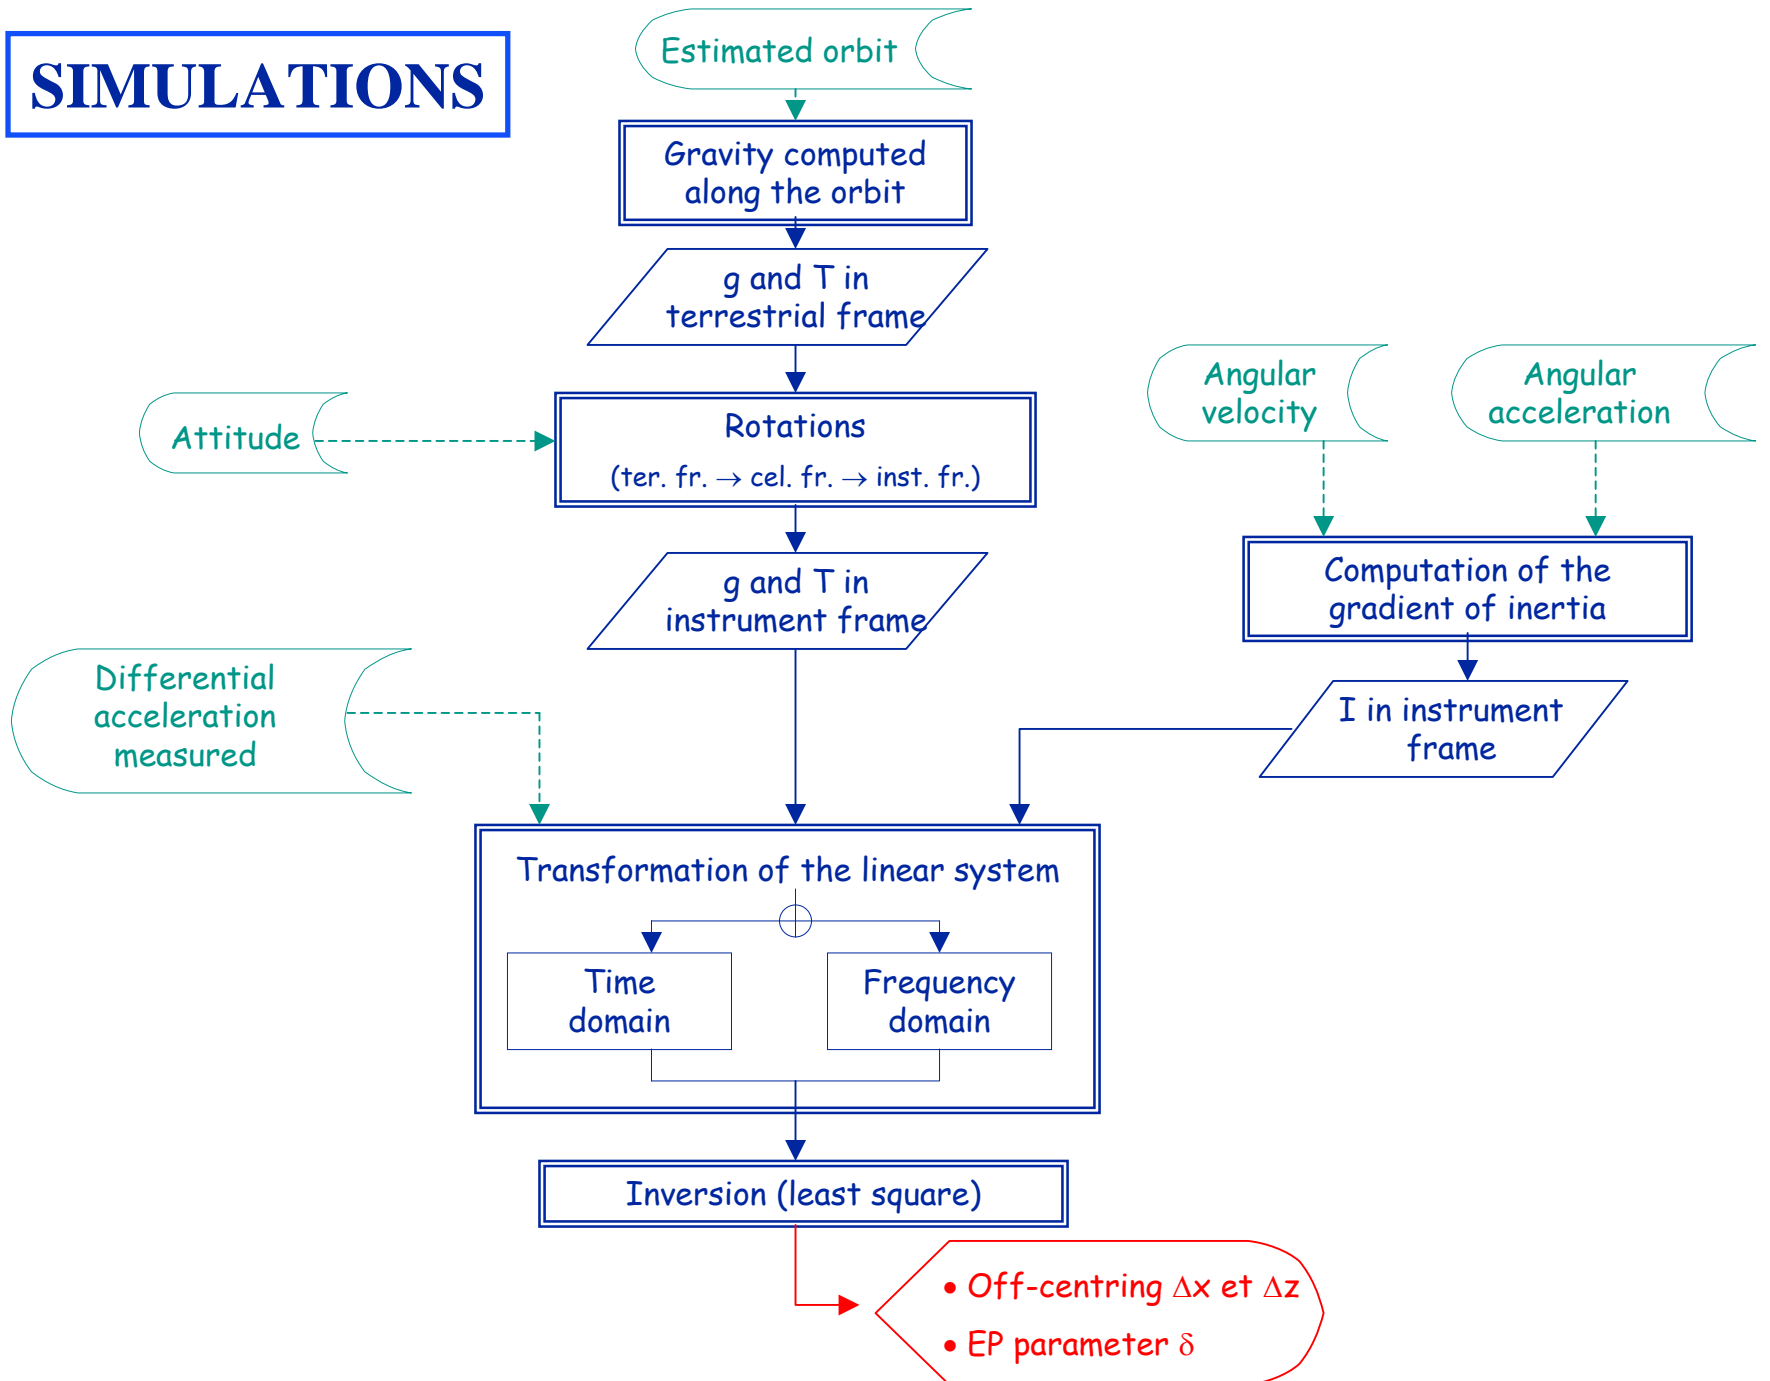 SIMULATIONS
Estimated orbit
Gravity computed
along the orbit
g and T in
terrestrial frame
Attitude
Rotations
(ter. fr. → cel. fr. → inst. fr.)
Angular
velocity
Angular
acceleration
g and T in
instrument frame
Computation of the
gradient of inertia
Differential
acceleration
measured
I in instrument
frame
Transformation of the linear system
Time
domain
Frequency
domain
Inversion (least square)
• Off-centring Δx et Δz
• EP parameter δ